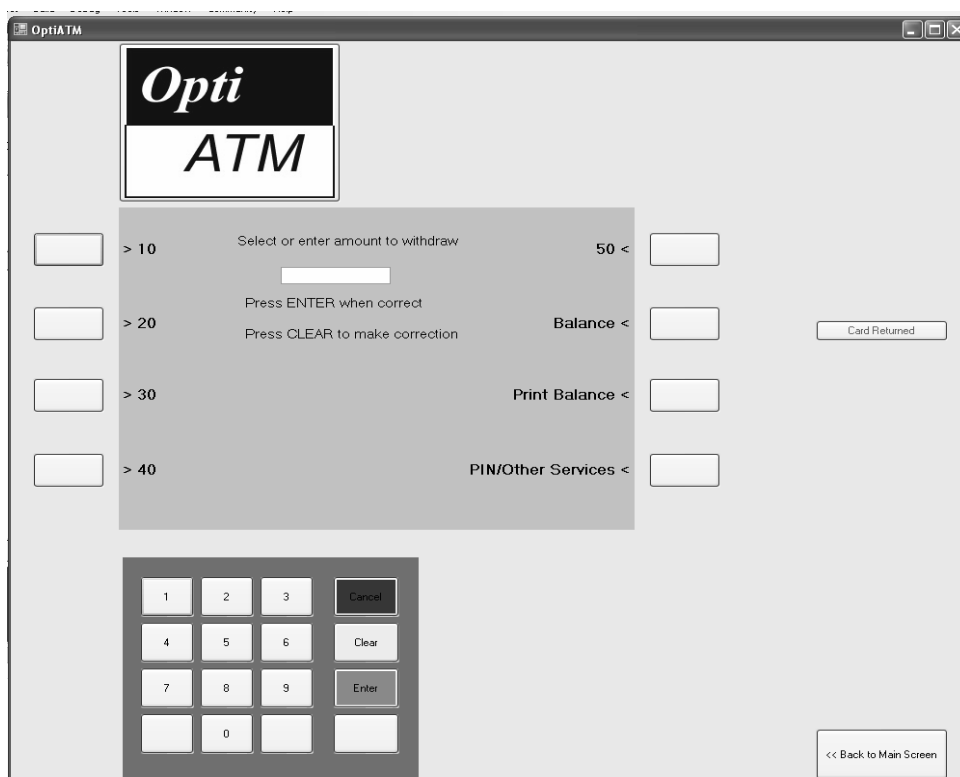 OptiATM
Opti
ATM
Select or enter amount to withdraw
> 10
50 <
Press ENTER when correct
> 20
Balance <
Press CLEAR to make correction
Card Returned
> 30
Print Balance <
> 40
PIN/Other Services <
1 2 3 Cancel
4 5 6 Clear
7 8 9 Enter
0
<< Back to Main Screen